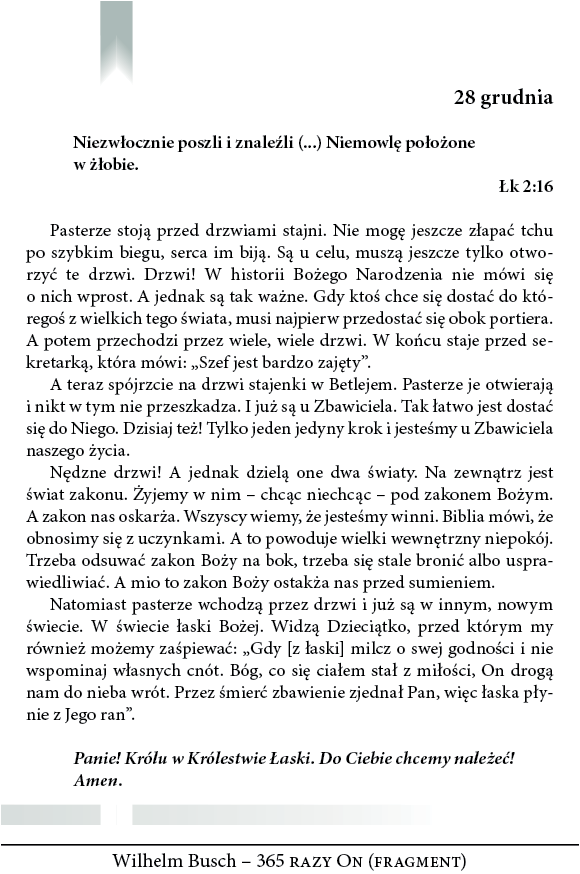 28 grudnia
Niezwłocznie poszli i znaleźli (...) Niemowlę położone
w żłobie.
Łk 2:16
Pasterze stoją przed drzwiami stajni. Nie mogę jeszcze złapać tchu
po szybkim biegu, serca im biją. Są u celu, muszą jeszcze tylko otwo-
rzyć te drzwi. Drzwi! W historii Bożego Narodzenia nie mówi się
o nich wprost. A jednak są tak ważne. Gdy ktoś chce się dostać do któ-
regoś z wielkich tego świata, musi najpierw przedostać się obok portiera.
A potem przechodzi przez wiele, wiele drzwi. W końcu staje przed se-
kretarką, która mówi: „Szef jest bardzo zajęty”.
A teraz spójrzcie na drzwi stajenki w Betlejem. Pasterze je otwierają
i nikt w tym nie przeszkadza. I już są u Zbawiciela. Tak łatwo jest dostać
się do Niego. Dzisiaj też! Tylko jeden jedyny krok i jesteśmy u Zbawiciela
naszego życia.
Nędzne drzwi! A jednak dzielą one dwa światy. Na zewnątrz jest
świat zakonu. Żyjemy w nim – chcąc niechcąc – pod zakonem Bożym.
A zakon nas oskarża. Wszyscy wiemy, że jesteśmy winni. Biblia mówi, że
obnosimy się z uczynkami. A to powoduje wielki wewnętrzny niepokój.
Trzeba odsuwać zakon Boży na bok, trzeba się stale bronić albo uspra-
wiedliwiać. A mio to zakon Boży ostakża nas przed sumieniem.
Natomiast pasterze wchodzą przez drzwi i już są w innym, nowym
świecie. W świecie łaski Bożej. Widzą Dzieciątko, przed którym my
również możemy zaśpiewać: „Gdy [z łaski] milcz o swej godności i nie
wspominaj własnych cnót. Bóg, co się ciałem stał z miłości, On drogą
nam do nieba wrót. Przez śmierć zbawienie zjednał Pan, więc łaska pły-
nie z Jego ran”.
Panie! Królu w Królestwie Łaski. Do Ciebie chcemy należeć!
Amen.
Wilhelm Busch – 365 razy On (fragment)